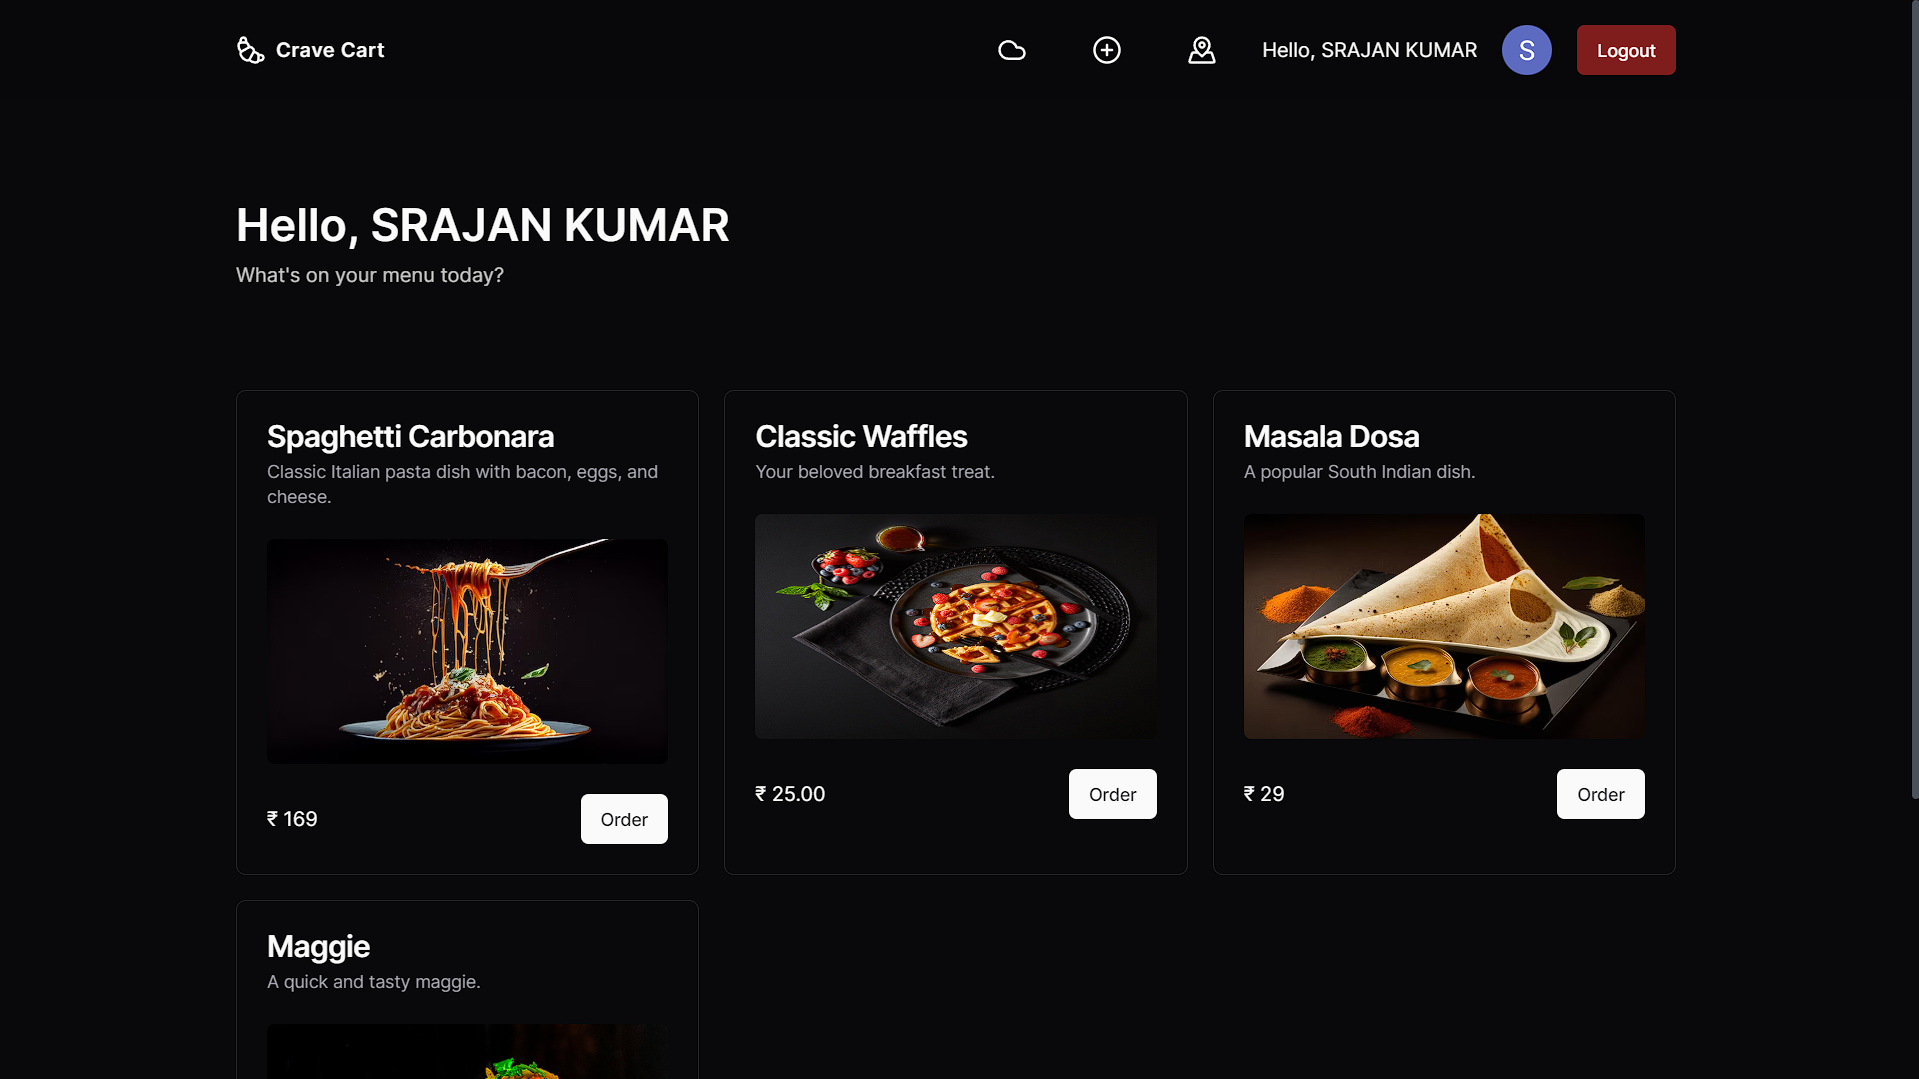 Crave Cart
Hello, SRAJAN KUMAR
S
Logout
Hello, SRAJAN KUMAR
What's on your menu today?
Spaghetti Carbonara
Classic Italian pasta dish with bacon, eggs, and
cheese.
₹ 169
Order
Classic Waffles
Your beloved breakfast treat.
₹ 25.00
Order
Masala Dosa
A popular South Indian dish.
₹ 29
Order
Maggie
A quick and tasty maggie.